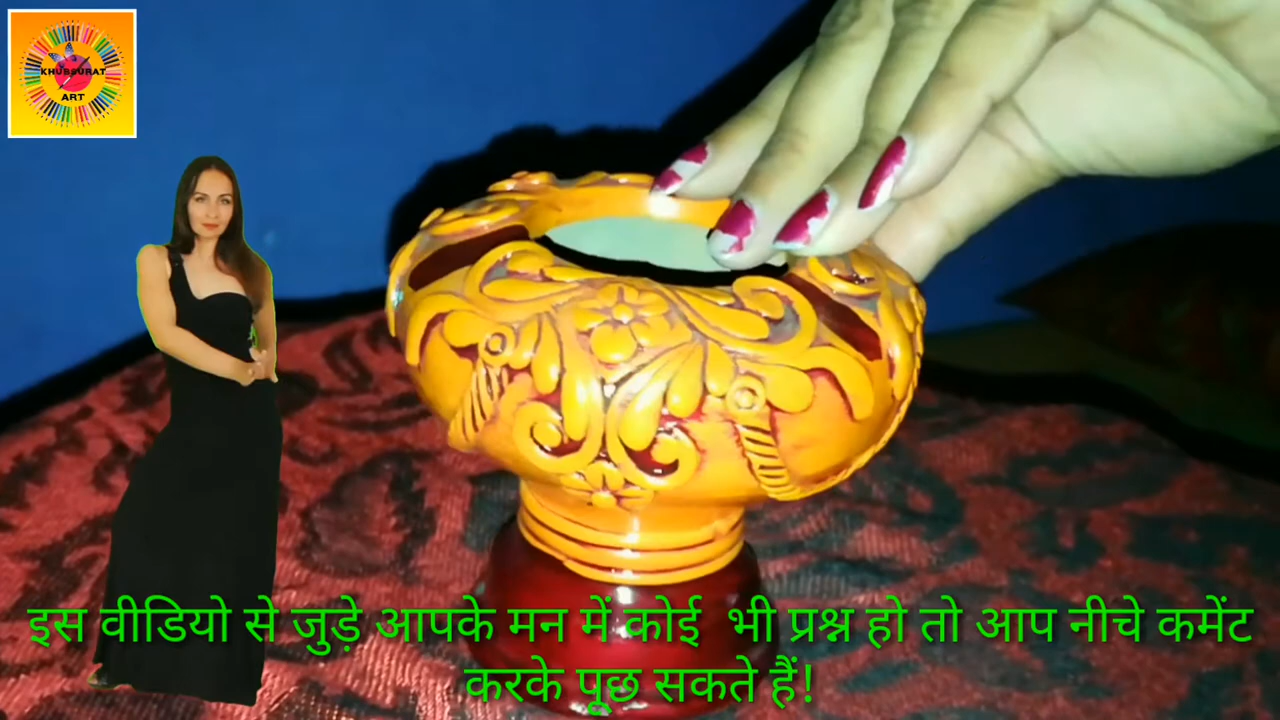 KHUBSURAT
ART
इस वीडियो से जुड़े आपके मन में कोई भी प्रश्न हो तो आप नीचे कमेंट
करके पूछ सकते हैं!